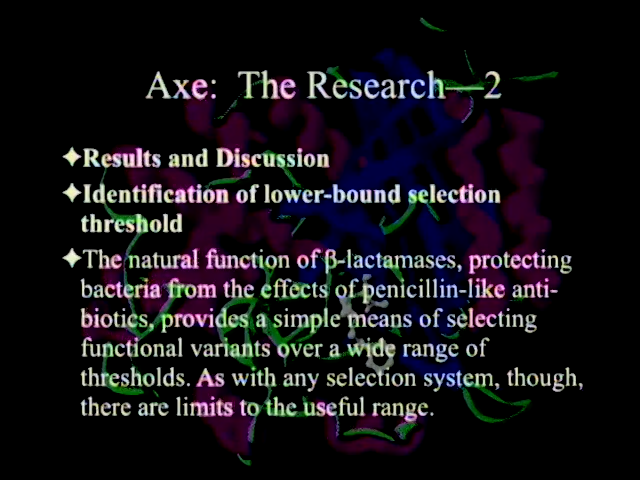 Axe: The Research—2
✦Results and Discussion
✦Identification of lower-bound selection
threshold
✦The natural function of β-lactamases, protecting
bacteria from the effects of penicillin-like anti-
biotics, provides a simple means of selecting
functional variants over a wide range of
thresholds. As with any selection system, though,
there are limits to the useful range.